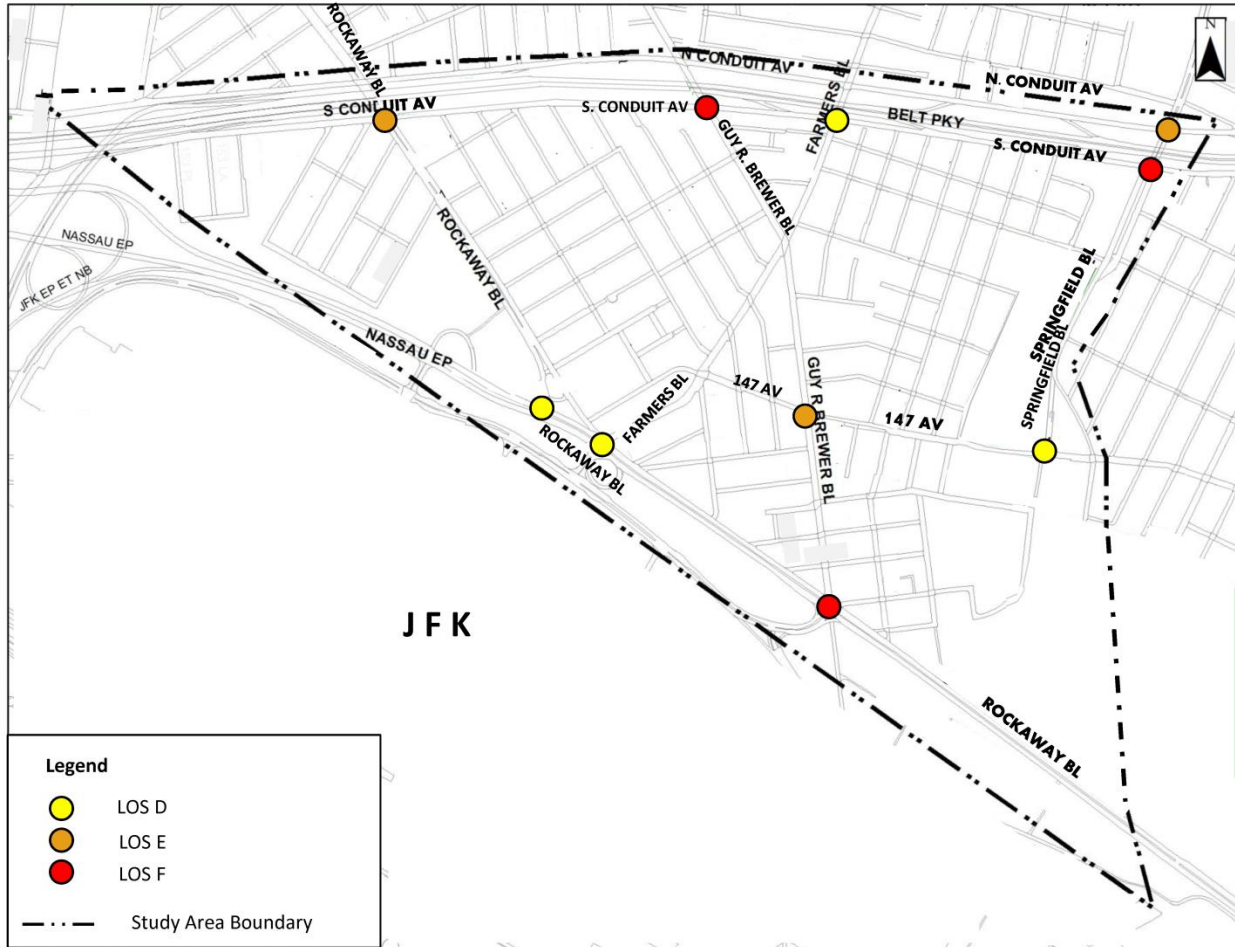 N
ROCKAWAY BL
N CONDUIT AV
FARMERS BL
N. CONDUIT AV
S CONDUIT AV
S. CONDUIT AV
BELT PKY
GUY R. BREWER BL
S. CONDUIT AV
NASSAU EP
ROCKAWAY BL
JFK EP ET NB
SPRINGFIELD BL
SPRINGFIELD BL
NASSAU EP
147 AV
FARMERS BL
GUY R BREWER BL
147 AV
ROCKAWAY BL
JFK
ROCKAWAY BL
Legend
LOS D
LOS E
LOS F
Study Area Boundary